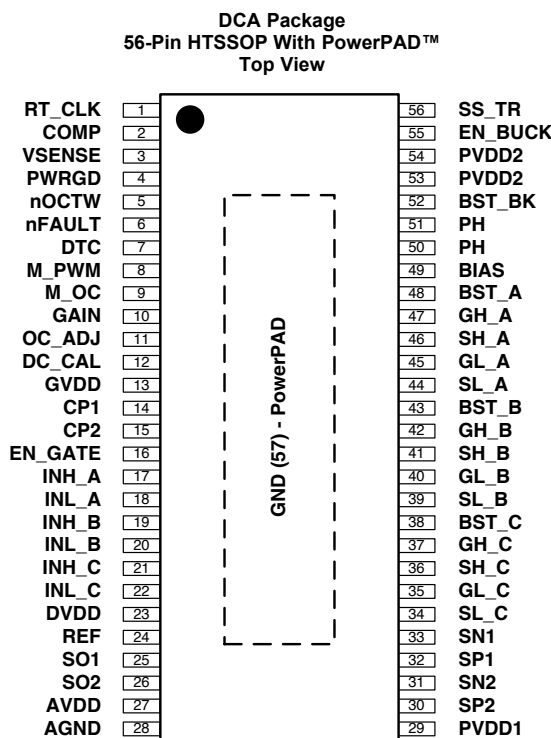 DCA Package
56-Pin HTSSOP With PowerPAD™
Top View
RT_CLK 1 56 SS_TR
COMP 2 55 EN_BUCK
VSENSE 3 54 PVDD2
PWRGD 4 53 PVDD2
nOCTW 5 52 BST_BK
nFAULT 6 51 PH
DTC 7 50 PH
M_PWM 8 49 BIAS
M_OC 9 48 BST_A
GAIN 10 47 GH_A
OC_ADJ 11 46 SH_A
DC_CAL 12 45 GL_A
GVDD 13 44 SL_A
CP1 14 43 BST_B
CP2 15 42 GH_B
EN_GATE 16 41 SH_B
INH_A 17 40 GL_B
INL_A 18 39 SL_B
INH_B 19 38 BST_C
INL_B 20 37 GH_C
INH_C 21 36 SH_C
INL_C 22 35 GL_C
DVDD 23 34 SL_C
REF 24 33 SN1
SO1 25 32 SP1
SO2 26 31 SN2
AVDD 27 30 SP2
AGND 28 29 PVDD1
GND (57) - PowerPAD